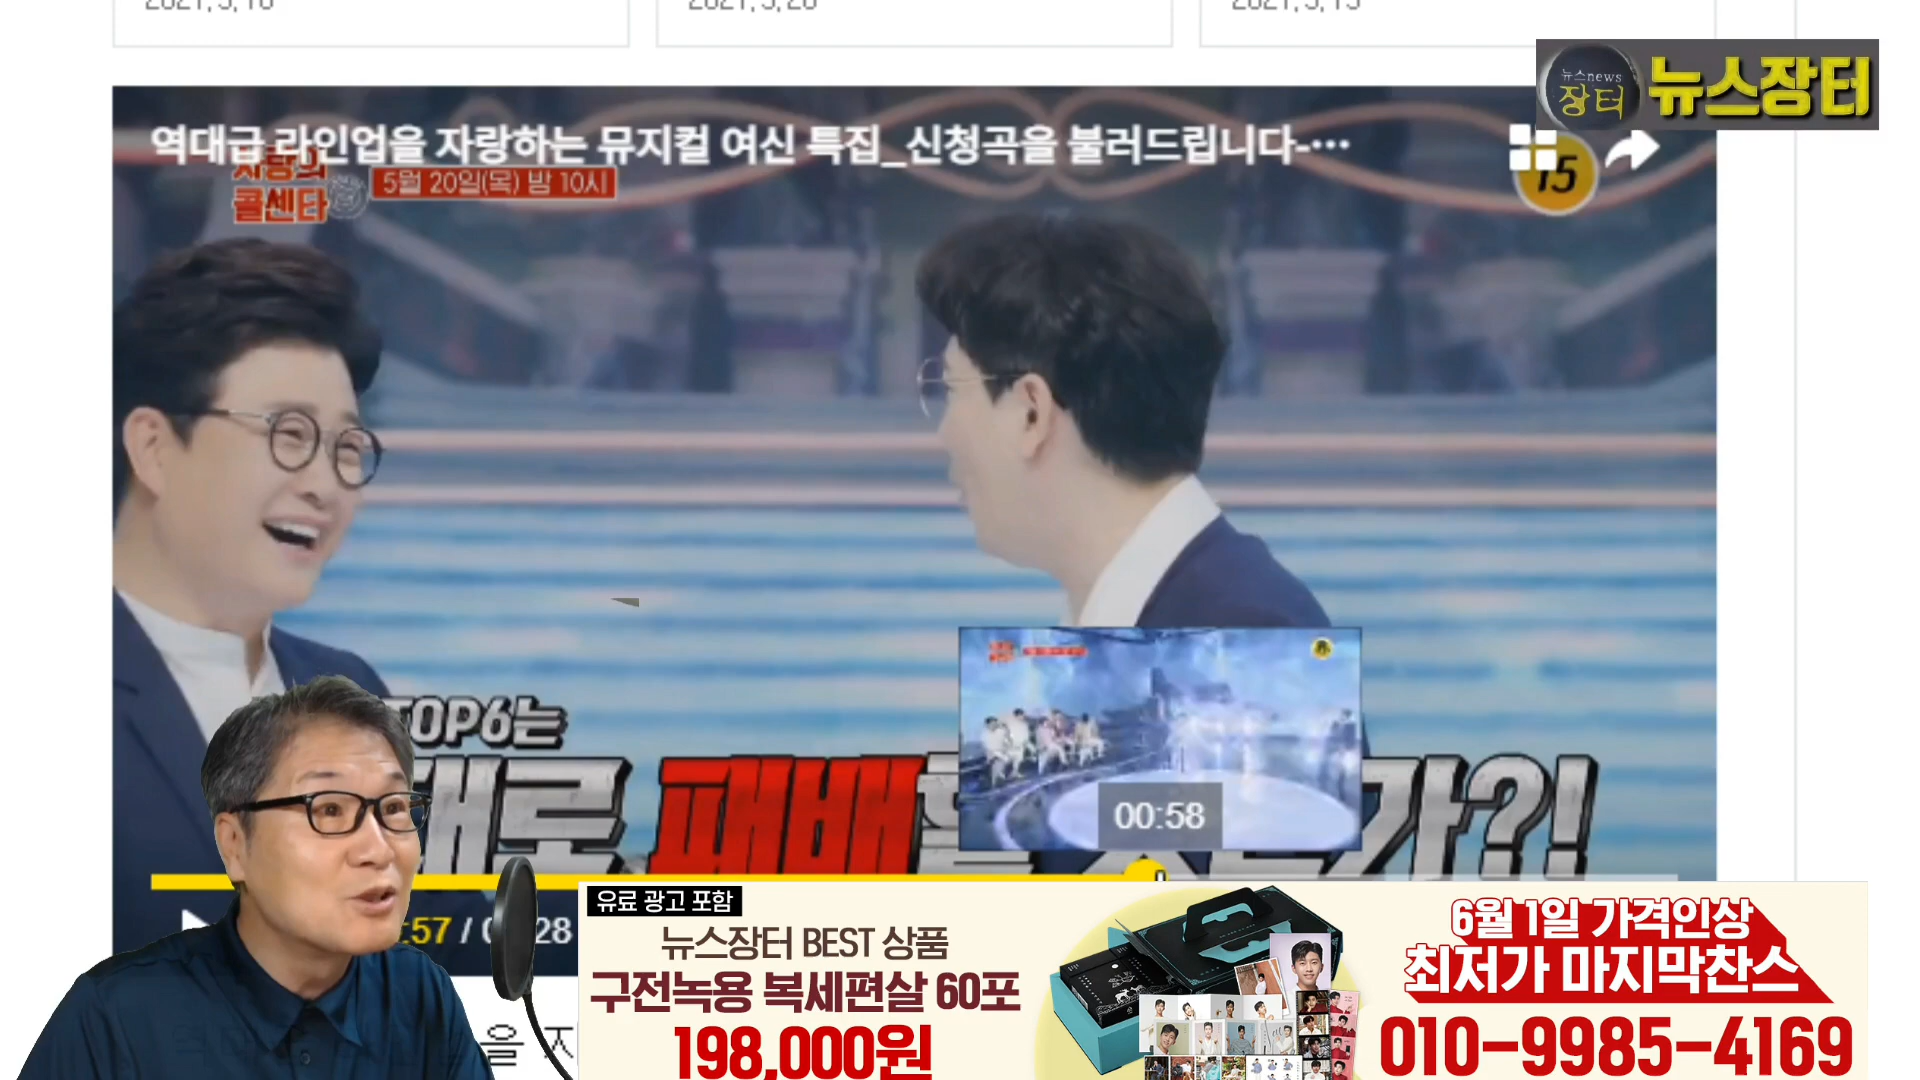 2021, 5, 20
뉴스news
장터
뉴스장터
역대급 라인업을 자랑하는 뮤지컬 여신 특집_신청곡을 불러드립니다-…
콜센타
5월 20일(목) 밤 10시
15
TOP6는
대로 패배
가?!
00:58
:57 /
28
유료 광고 포함
뉴스장터 BEST 상품
구전녹용 복세편살 60포
198,000원
6월 1일 가격인상
최저가 마지막찬스
010-9985-4169
을